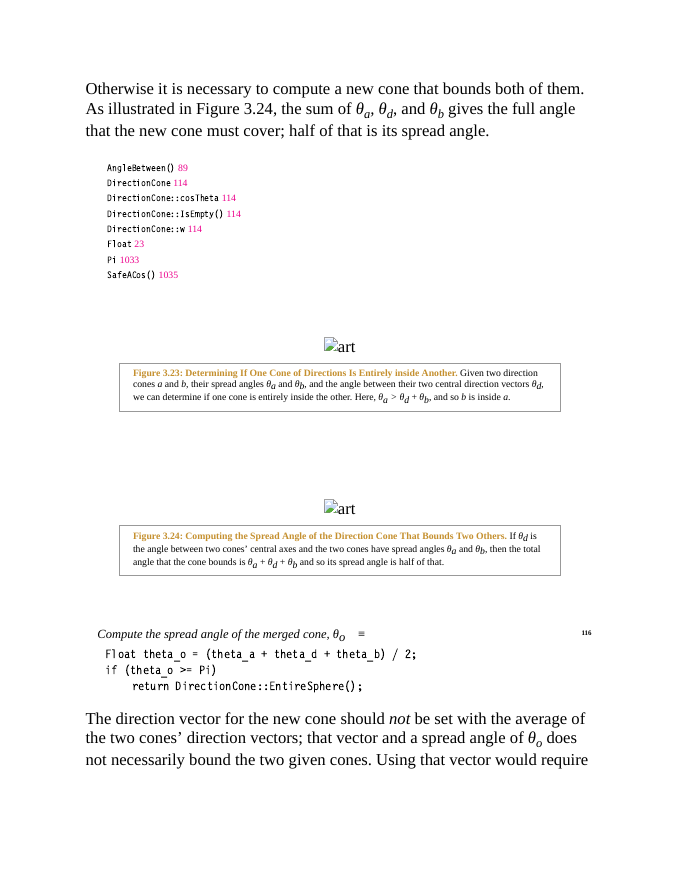 Otherwise it is necessary to compute a new cone that bounds both of them.
As illustrated in Figure 3.24, the sum of θa, θd, and θb gives the full angle
that the new cone must cover; half of that is its spread angle.
AngleBetween() 89
DirectionCone 114
DirectionCone::cosTheta 114
DirectionCone::IsEmpty() 114
DirectionCone::w 114
Float 23
Pi 1033
SafeACos() 1035
art
Figure 3.23: Determining If One Cone of Directions Is Entirely inside Another. Given two direction
cones a and b, their spread angles θa and θb, and the angle between their two central direction vectors θd,
we can determine if one cone is entirely inside the other. Here, θa > θd + θb, and so b is inside a.
art
Figure 3.24: Computing the Spread Angle of the Direction Cone That Bounds Two Others. If θd is
the angle between two cones’ central axes and the two cones have spread angles θa and θb, then the total
angle that the cone bounds is θa + θd + θb and so its spread angle is half of that.
Compute the spread angle of the merged cone, θo ≡ 116
Float theta_o = (theta_a + theta_d + theta_b) / 2;
if (theta_o >= Pi)
return DirectionCone::EntireSphere();
The direction vector for the new cone should not be set with the average of
the two cones’ direction vectors; that vector and a spread angle of θo does
not necessarily bound the two given cones. Using that vector would require